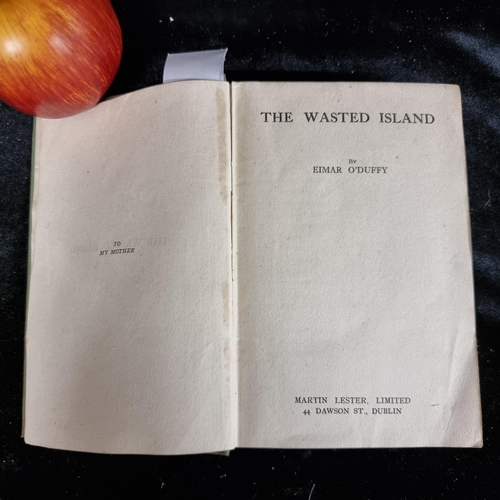 TO
MY MOTHER
THE WASTED ISLAND
By
EIMAR O'DUFFY
MARTIN LESTER, LIMITED
44 DAWSON ST., DUBLIN